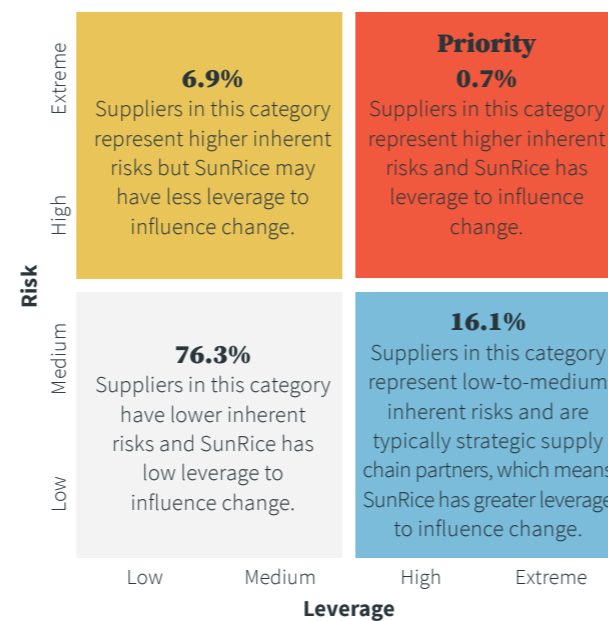 Risk
Extreme
High
Medium
Low
6.9%
Suppliers in this category
represent higher inherent
risks but SunRice may
have less leverage to
influence change.
Priority
0.7%
Suppliers in this category
represent higher inherent
risks and SunRice has
leverage to influence
change.
76.3%
Suppliers in this category
have lower inherent
risks and SunRice has
low leverage to
influence change.
16.1%
Suppliers in this category
represent low-to-medium
inherent risks and are
typically strategic supply
chain partners, which means
SunRice has greater leverage
to influence change.
Low
Medium
High
Extreme
Leverage